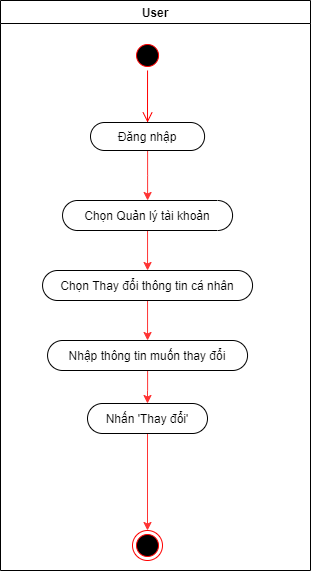 User
Đăng nhập
Chọn Quản lý tài khoản
Chọn Thay đổi thông tin cá nhân
Nhập thông tin muốn thay đổi
Nhấn 'Thay đổi'